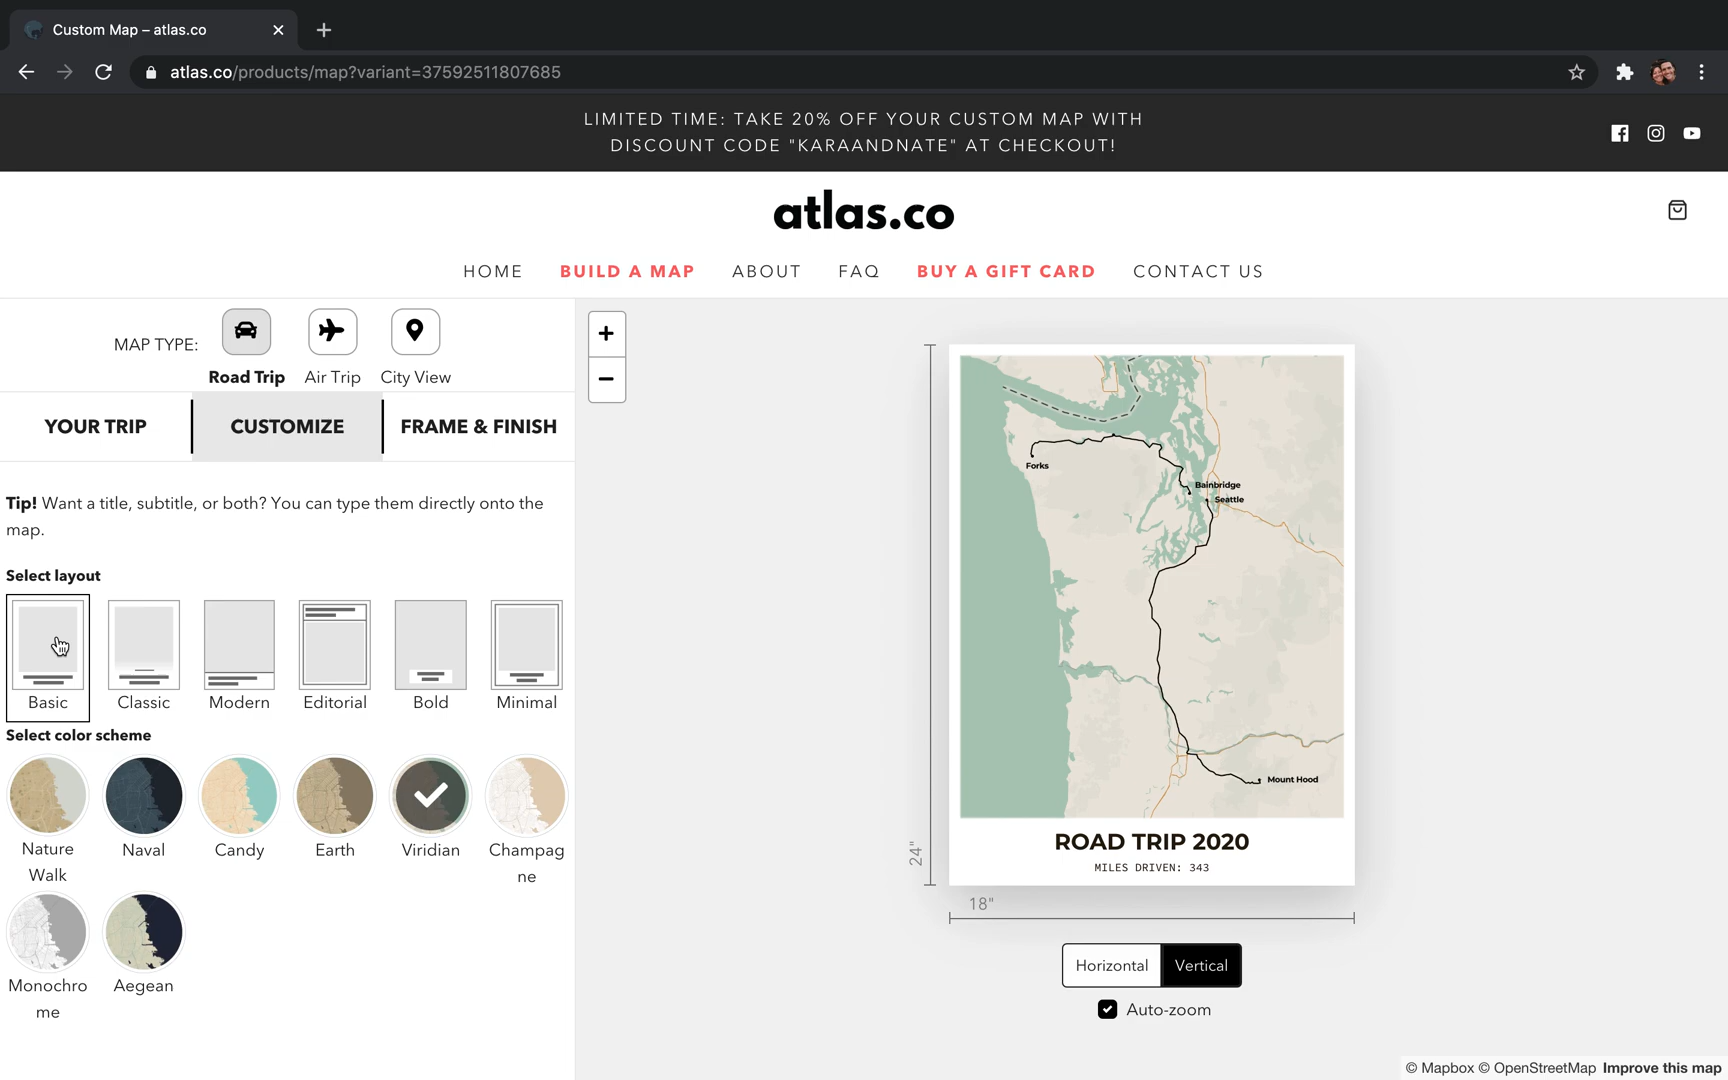 Custom Map – atlas.co
atlas.co/products/map?variant=37592511807685
LIMITED TIME: TAKE 20% OFF YOUR CUSTOM MAP WITH
DISCOUNT CODE "KARAANDNATE" AT CHECKOUT!
atlas.co
HOME
BUILD A MAP
ABOUT
FAQ
BUY A GIFT CARD
CONTACT US
MAP TYPE:
Road Trip
Air Trip
City View
YOUR TRIP
CUSTOMIZE
FRAME & FINISH
Tip! Want a title, subtitle, or both? You can type them directly onto the
map.
Select layout
Basic
Classic
Modern
Editorial
Bold
Minimal
Select color scheme
Nature
Walk
Naval
Candy
Earth
Viridian
Champag
ne
Monochro
me
Aegean
Forks
Bainbridge
Seattle
Mount Hood
ROAD TRIP 2020
MILES DRIVEN: 343
24"
18"
Horizontal
Vertical
Auto-zoom
© Mapbox © OpenStreetMap Improve this map